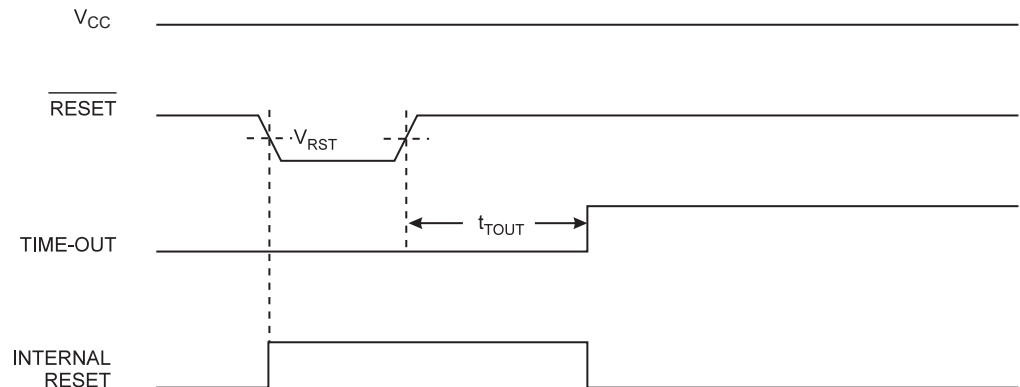 VCC
RESET
VRST
tTOUT
TIME-OUT
INTERNAL
RESET